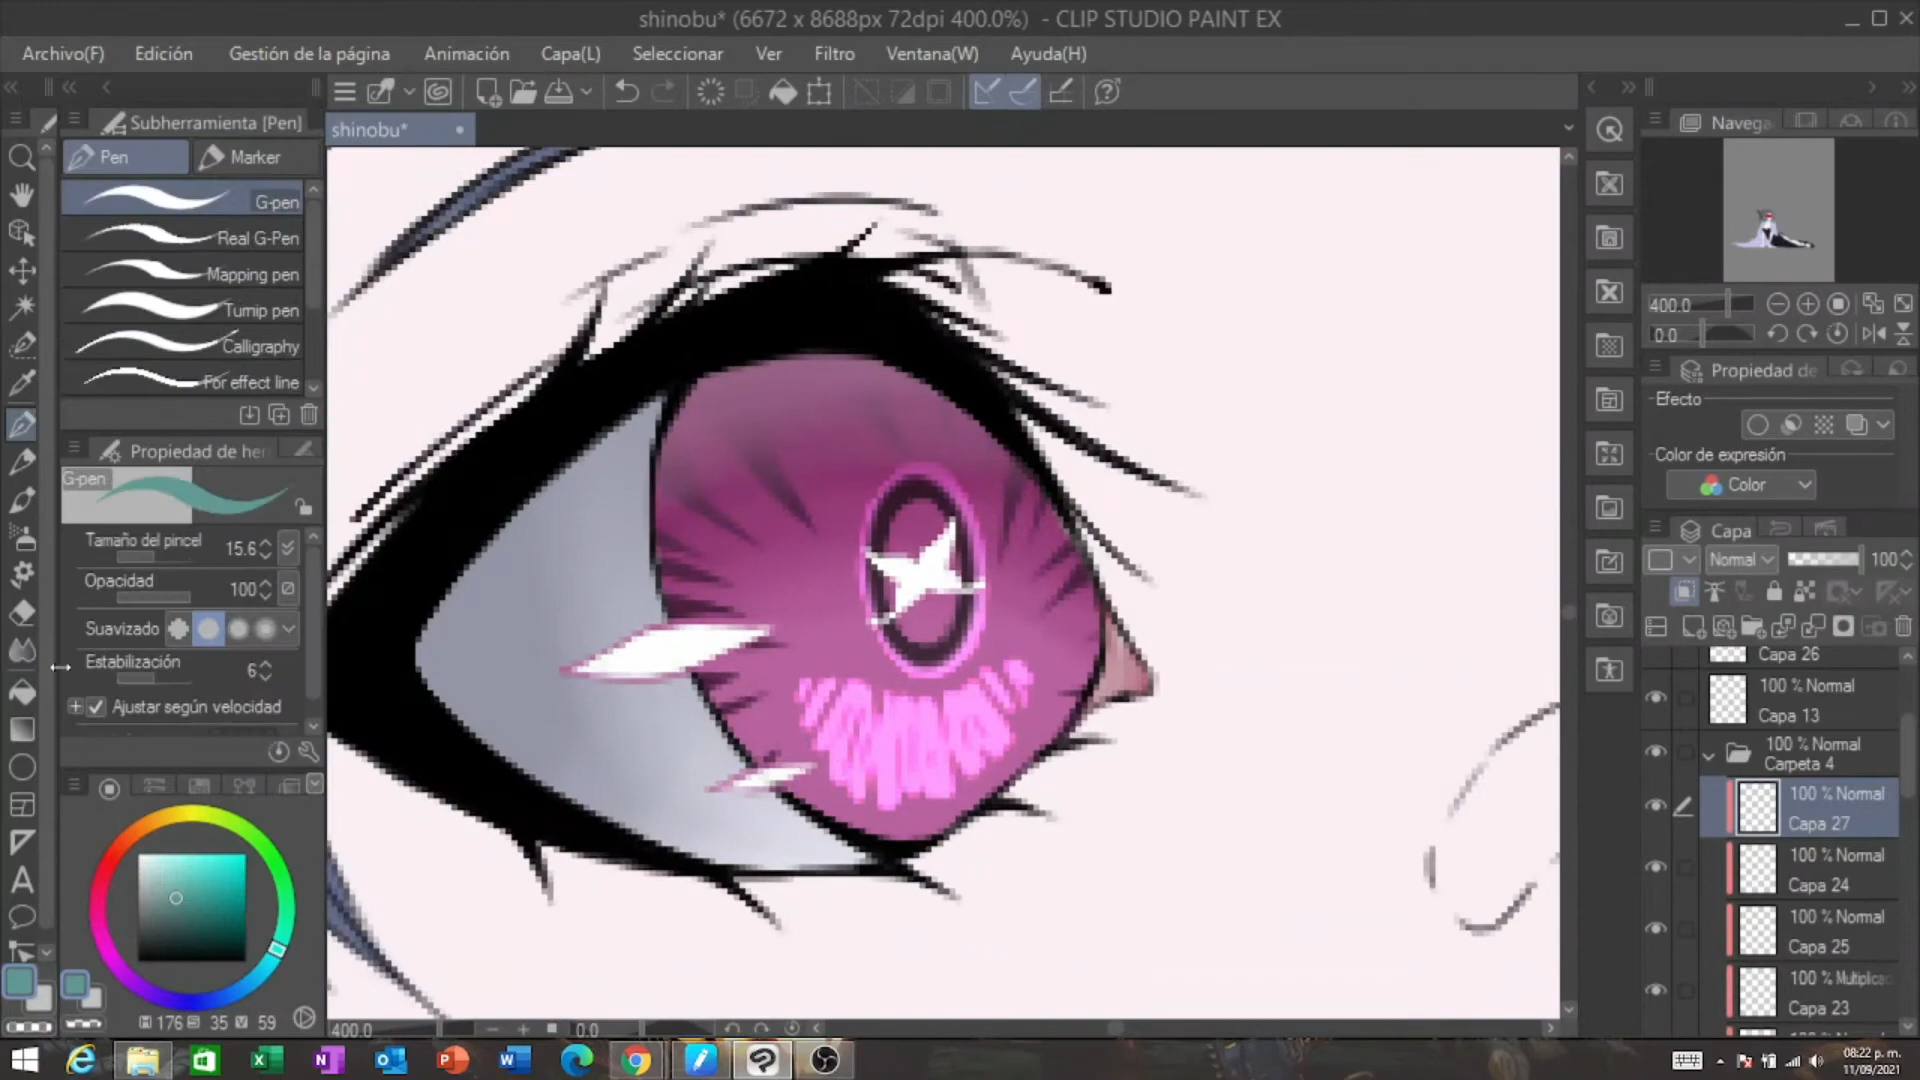 shinobu* (6672 x 8688px 72dpi 400.0%) - CLIP STUDIO PAINT EX
Archivo(F) Edición Gestión de la página Animación Capa(L) Seleccionar Ver Filtro Ventana(W) Ayuda(H)
Subherramienta [Pen]
shinobu*
Pen
Marker
G-pen
Real G-Pen
Mapping pen
Turnip pen
Calligraphy
For effect line
Propiedad de her
G-pen
Tamaño del pincel 15.6
Opacidad 100
Suavizado
Estabilización 6
Ajustar según velocidad
H 176 S 35 V 59
400.0 0.0
Navega
400.0
0.0
Propiedad de
Efecto
Color de expresión
Color
Capa
Normal 100
Capa 26
100 % Normal
Capa 13
100 % Normal
Carpeta 4
100 % Normal
Capa 27
100 % Normal
Capa 24
100 % Normal
Capa 25
100 % Multiplicac
Capa 23
08:22 p. m.
11/09/2021